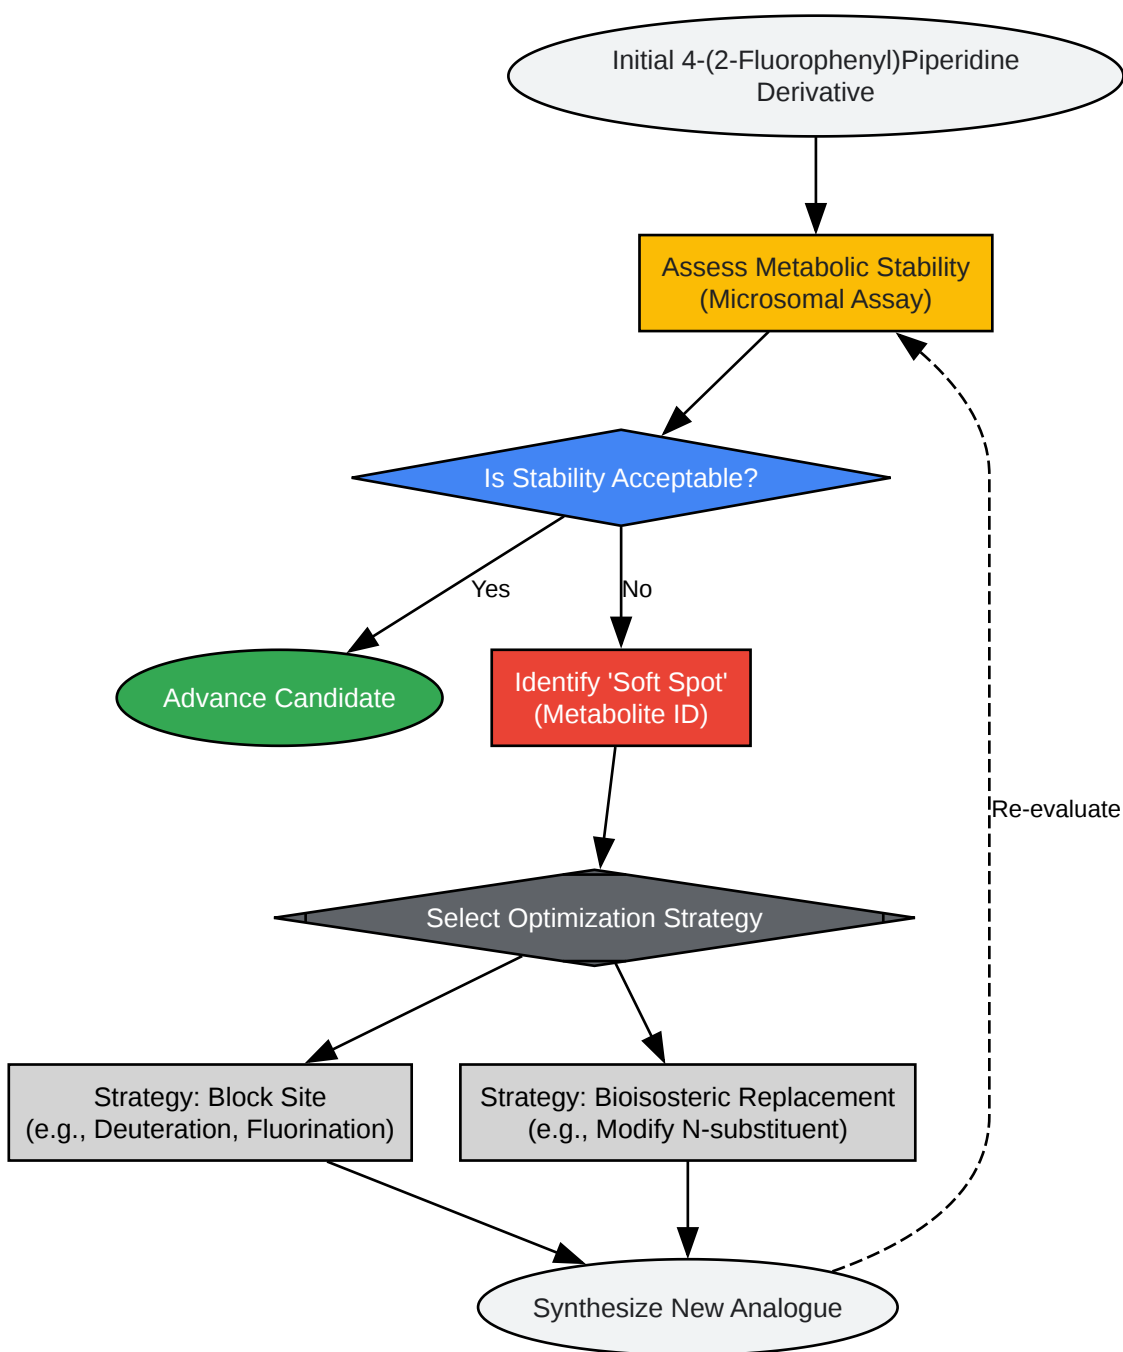 Initial 4-(2-Fluorophenyl)Piperidine
Derivative
Assess Metabolic Stability
(Microsomal Assay)
Is Stability Acceptable?
Yes
No
Advance Candidate
Identify 'Soft Spot'
(Metabolite ID)
Re-evaluate
Select Optimization Strategy
Strategy: Block Site
(e.g., Deuteration, Fluorination)
Strategy: Bioisosteric Replacement
(e.g., Modify N-substituent)
Synthesize New Analogue